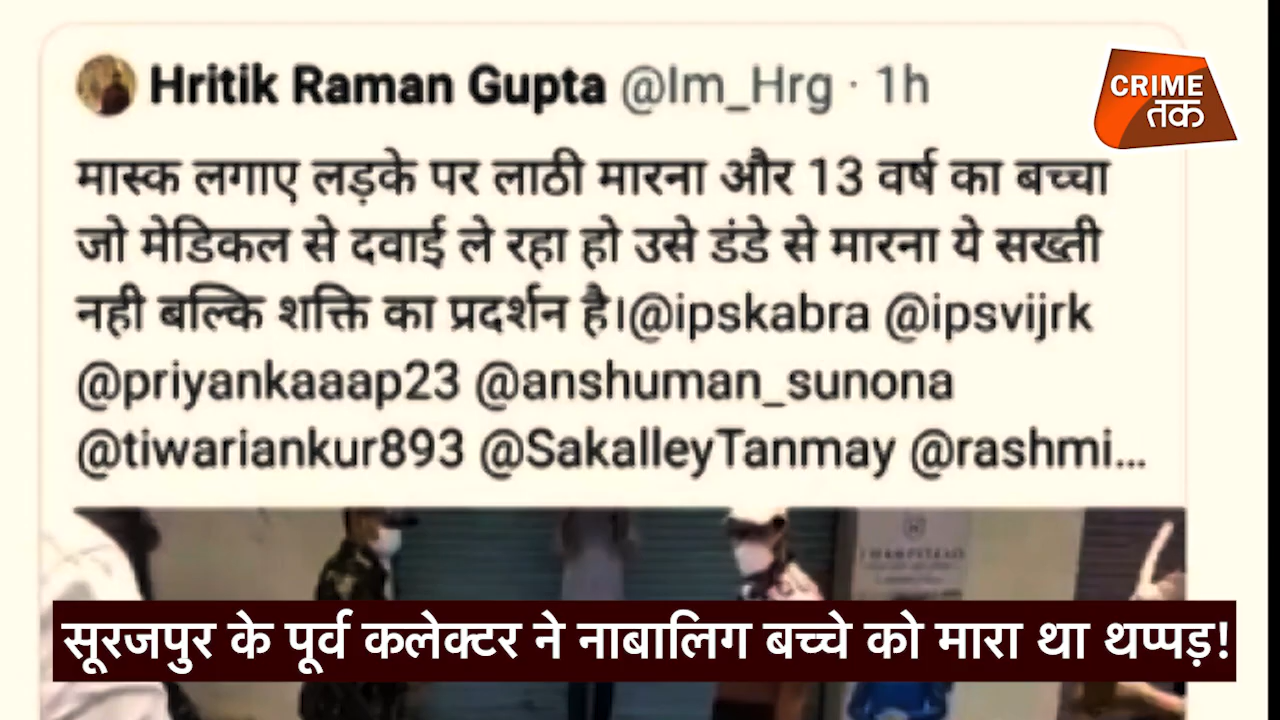 Hritik Raman Gupta @Im_Hrg · 1h
CRIME
तक
मास्क लगाए लड़के पर लाठी मारना और 13 वर्ष का बच्चा
जो मेडिकल से दवाई ले रहा हो उसे डंडे से मारना ये सख्ती
नही बल्कि शक्ति का प्रदर्शन है।@ipskabra @ipsvijrk
@priyankaaap23 @anshuman_sunona
@tiwariankur893 @SakalleyTanmay @rashmi...
सूरजपुर के पूर्व कलेक्टर ने नाबालिग बच्चे को मारा था थप्पड़!